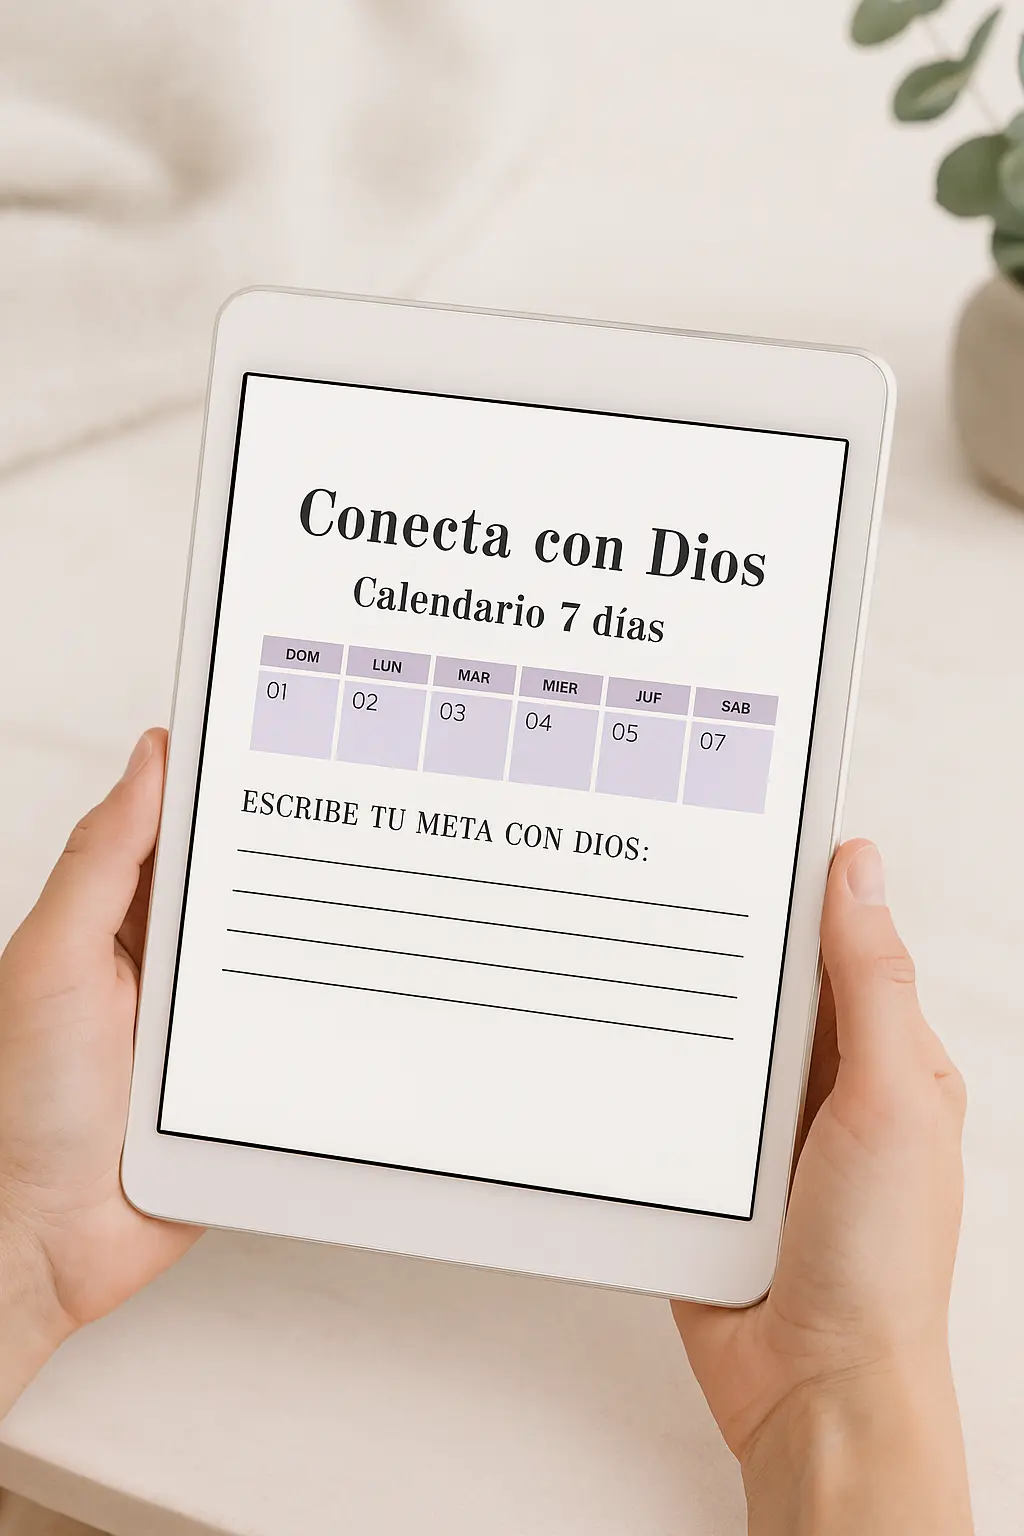 Conecta con Dios
Calendario 7 días
DOM LUN MAR MIER JUF SAB
01 02 03 04 05 07
ESCRIBE TU META CON DIOS: